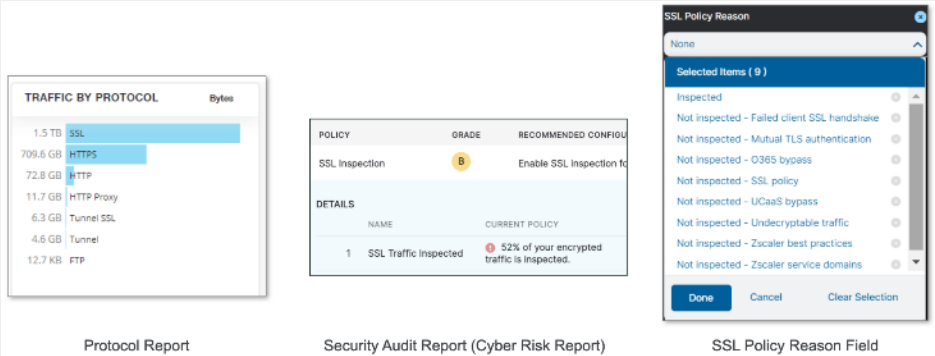 TRAFFIC BY PROTOCOL Bytes
1.5 TB SSL
709.6 GB HTTPS
72.8 GB HTTP
11.7 GB HTTP Proxy
6.3 GB Tunnel SSL
4.6 GB Tunnel
12.7 KB FTP
Protocol Report
POLICY GRADE RECOMMENDED CONFIGU
SSL Inspection B Enable SSL inspection fo
DETAILS
NAME CURRENT POLICY
1 SSL Traffic Inspected 52% of your encrypted
traffic is inspected.
Security Audit Report (Cyber Risk Report)
SSL Policy Reason
None
Selected Items ( 9 )
Inspected
Not inspected - Failed client SSL handshake
Not inspected - Mutual TLS authentication
Not inspected - O365 bypass
Not inspected - SSL policy
Not inspected - UCaaS bypass
Not inspected - Undecryptable traffic
Not inspected - Zscaler best practices
Not inspected - Zscaler service domains
Done Cancel Clear Selection
SSL Policy Reason Field